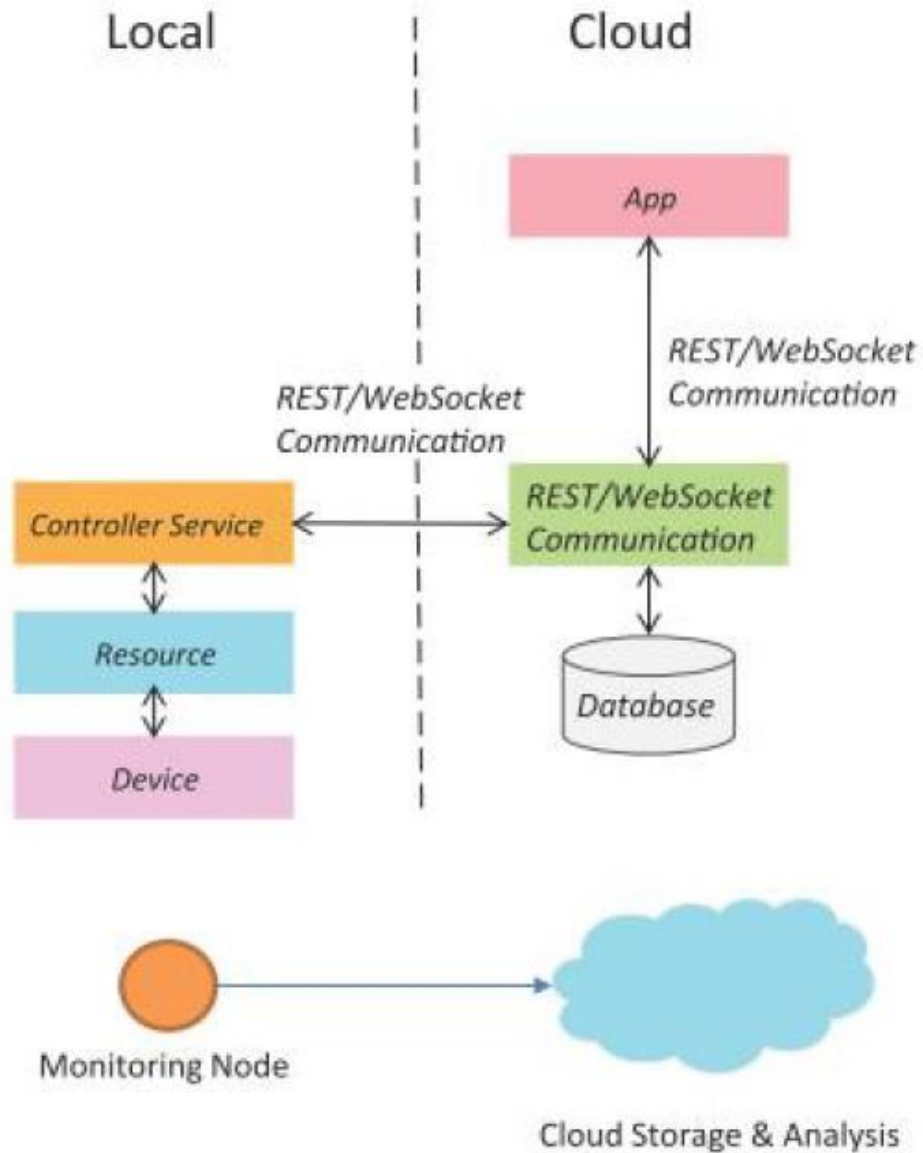 Local
Cloud
App
REST/WebSocket
Communication
REST/WebSocket
Communication
Controller Service
REST/WebSocket
Communication
Resource
Database
Device
Monitoring Node
Cloud Storage & Analysis